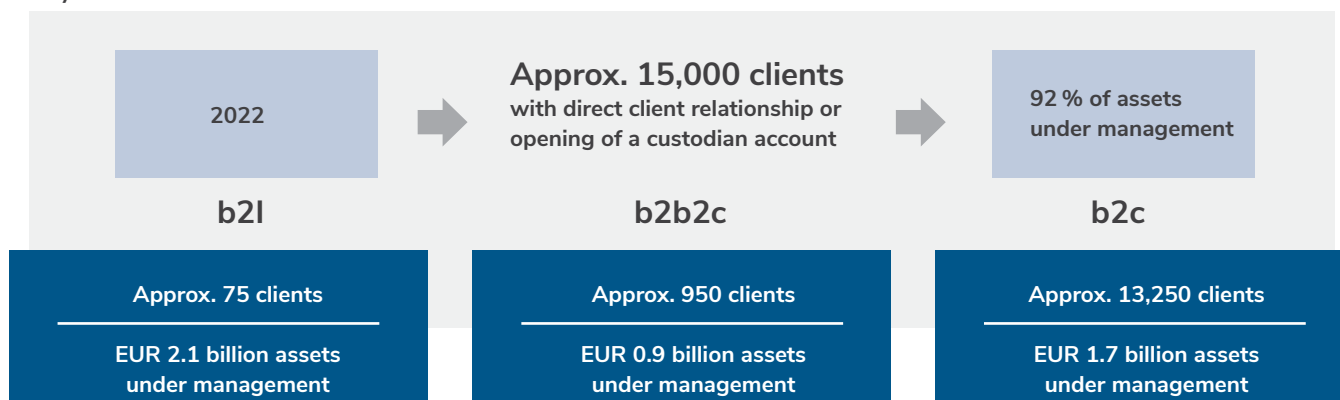 2022
Approx. 15,000 clients
with direct client relationship or
opening of a custodian account
92 % of assets
under management
b2I
b2b2c
b2c
Approx. 75 clients
EUR 2.1 billion assets
under management
Approx. 950 clients
EUR 0.9 billion assets
under management
Approx. 13,250 clients
EUR 1.7 billion assets
under management